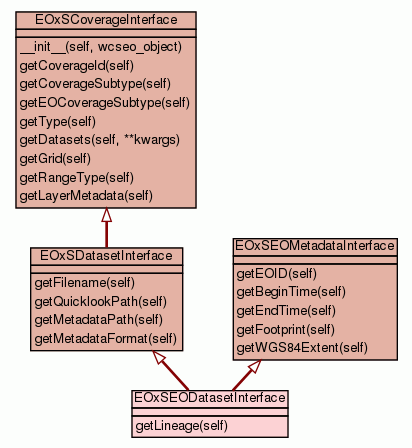 EOxSCoverageInterface
__init__(self, wcseo_object)
getCoverageId(self)
getCoverageSubtype(self)
getEOCoverageSubtype(self)
getType(self)
getDatasets(self, **kwargs)
getGrid(self)
getRangeType(self)
getLayerMetadata(self)
EOxSDatasetInterface
getFilename(self)
getQuicklookPath(self)
getMetadataPath(self)
getMetadataFormat(self)
EOxSEOMetadataInterface
getEOID(self)
getBeginTime(self)
getEndTime(self)
getFootprint(self)
getWGS84Extent(self)
EOxSEODatasetInterface
getLineage(self)